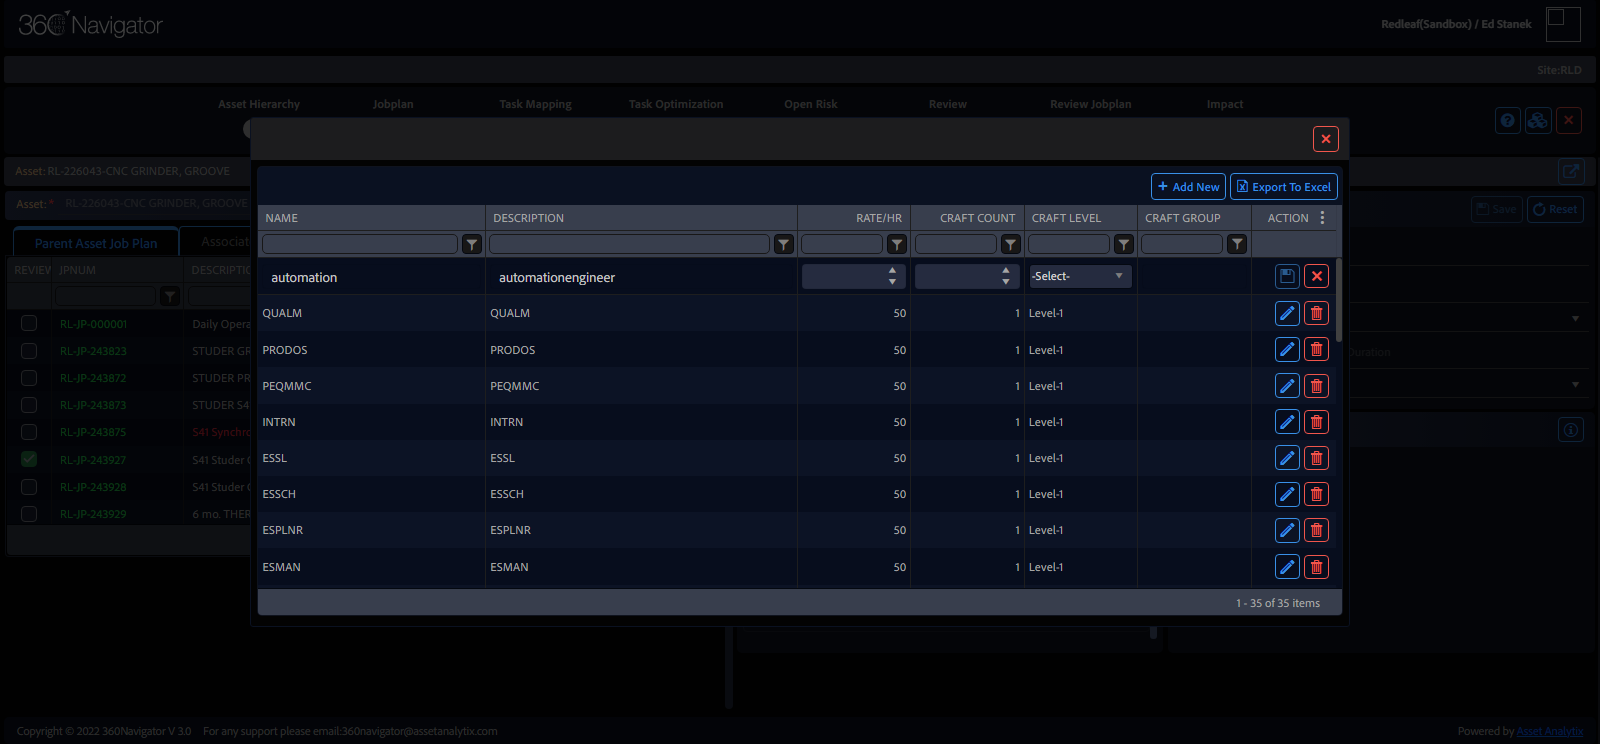 360 Navigator
Redleaf(Sandbox) / Ed Stanek
Site:RLD
Asset Hierarchy Jobplan Task Mapping Task Optimization Open Risk Review Review Jobplan Impact
Asset: RL-226043-CNC GRINDER, GROOVE
Asset: * RL-226043-CNC GRINDER, GROOVE
Save Reset
+ Add New Export To Excel
Parent Asset Job Plan Associat
NAME DESCRIPTION RATE/HR CRAFT COUNT CRAFT LEVEL CRAFT GROUP ACTION
REVIEW JPNUM DESCRIPTIO
automation automationengineer -Select-
QUALM QUALM 50 1 Level-1
RL-JP-000001 Daily Opera
PRODOS PRODOS 50 1 Level-1
RL-JP-243823 STUDER GR
Duration
RL-JP-243872 STUDER PR
PEQMMC PEQMMC 50 1 Level-1
RL-JP-243873 STUDER S4
INTRN INTRN 50 1 Level-1
RL-JP-243875 S41 Synchro
ESSL ESSL 50 1 Level-1
RL-JP-243927 S41 Studer
RL-JP-243928 S41 Studer
ESSCH ESSCH 50 1 Level-1
RL-JP-243929 6 mo. THER
ESPLNR ESPLNR 50 1 Level-1
ESMAN ESMAN 50 1 Level-1
1 - 35 of 35 items
Copyright © 2022 360Navigator V 3.0 For any support please email:360navigator@assetanalytix.com
Powered by Asset Analytix